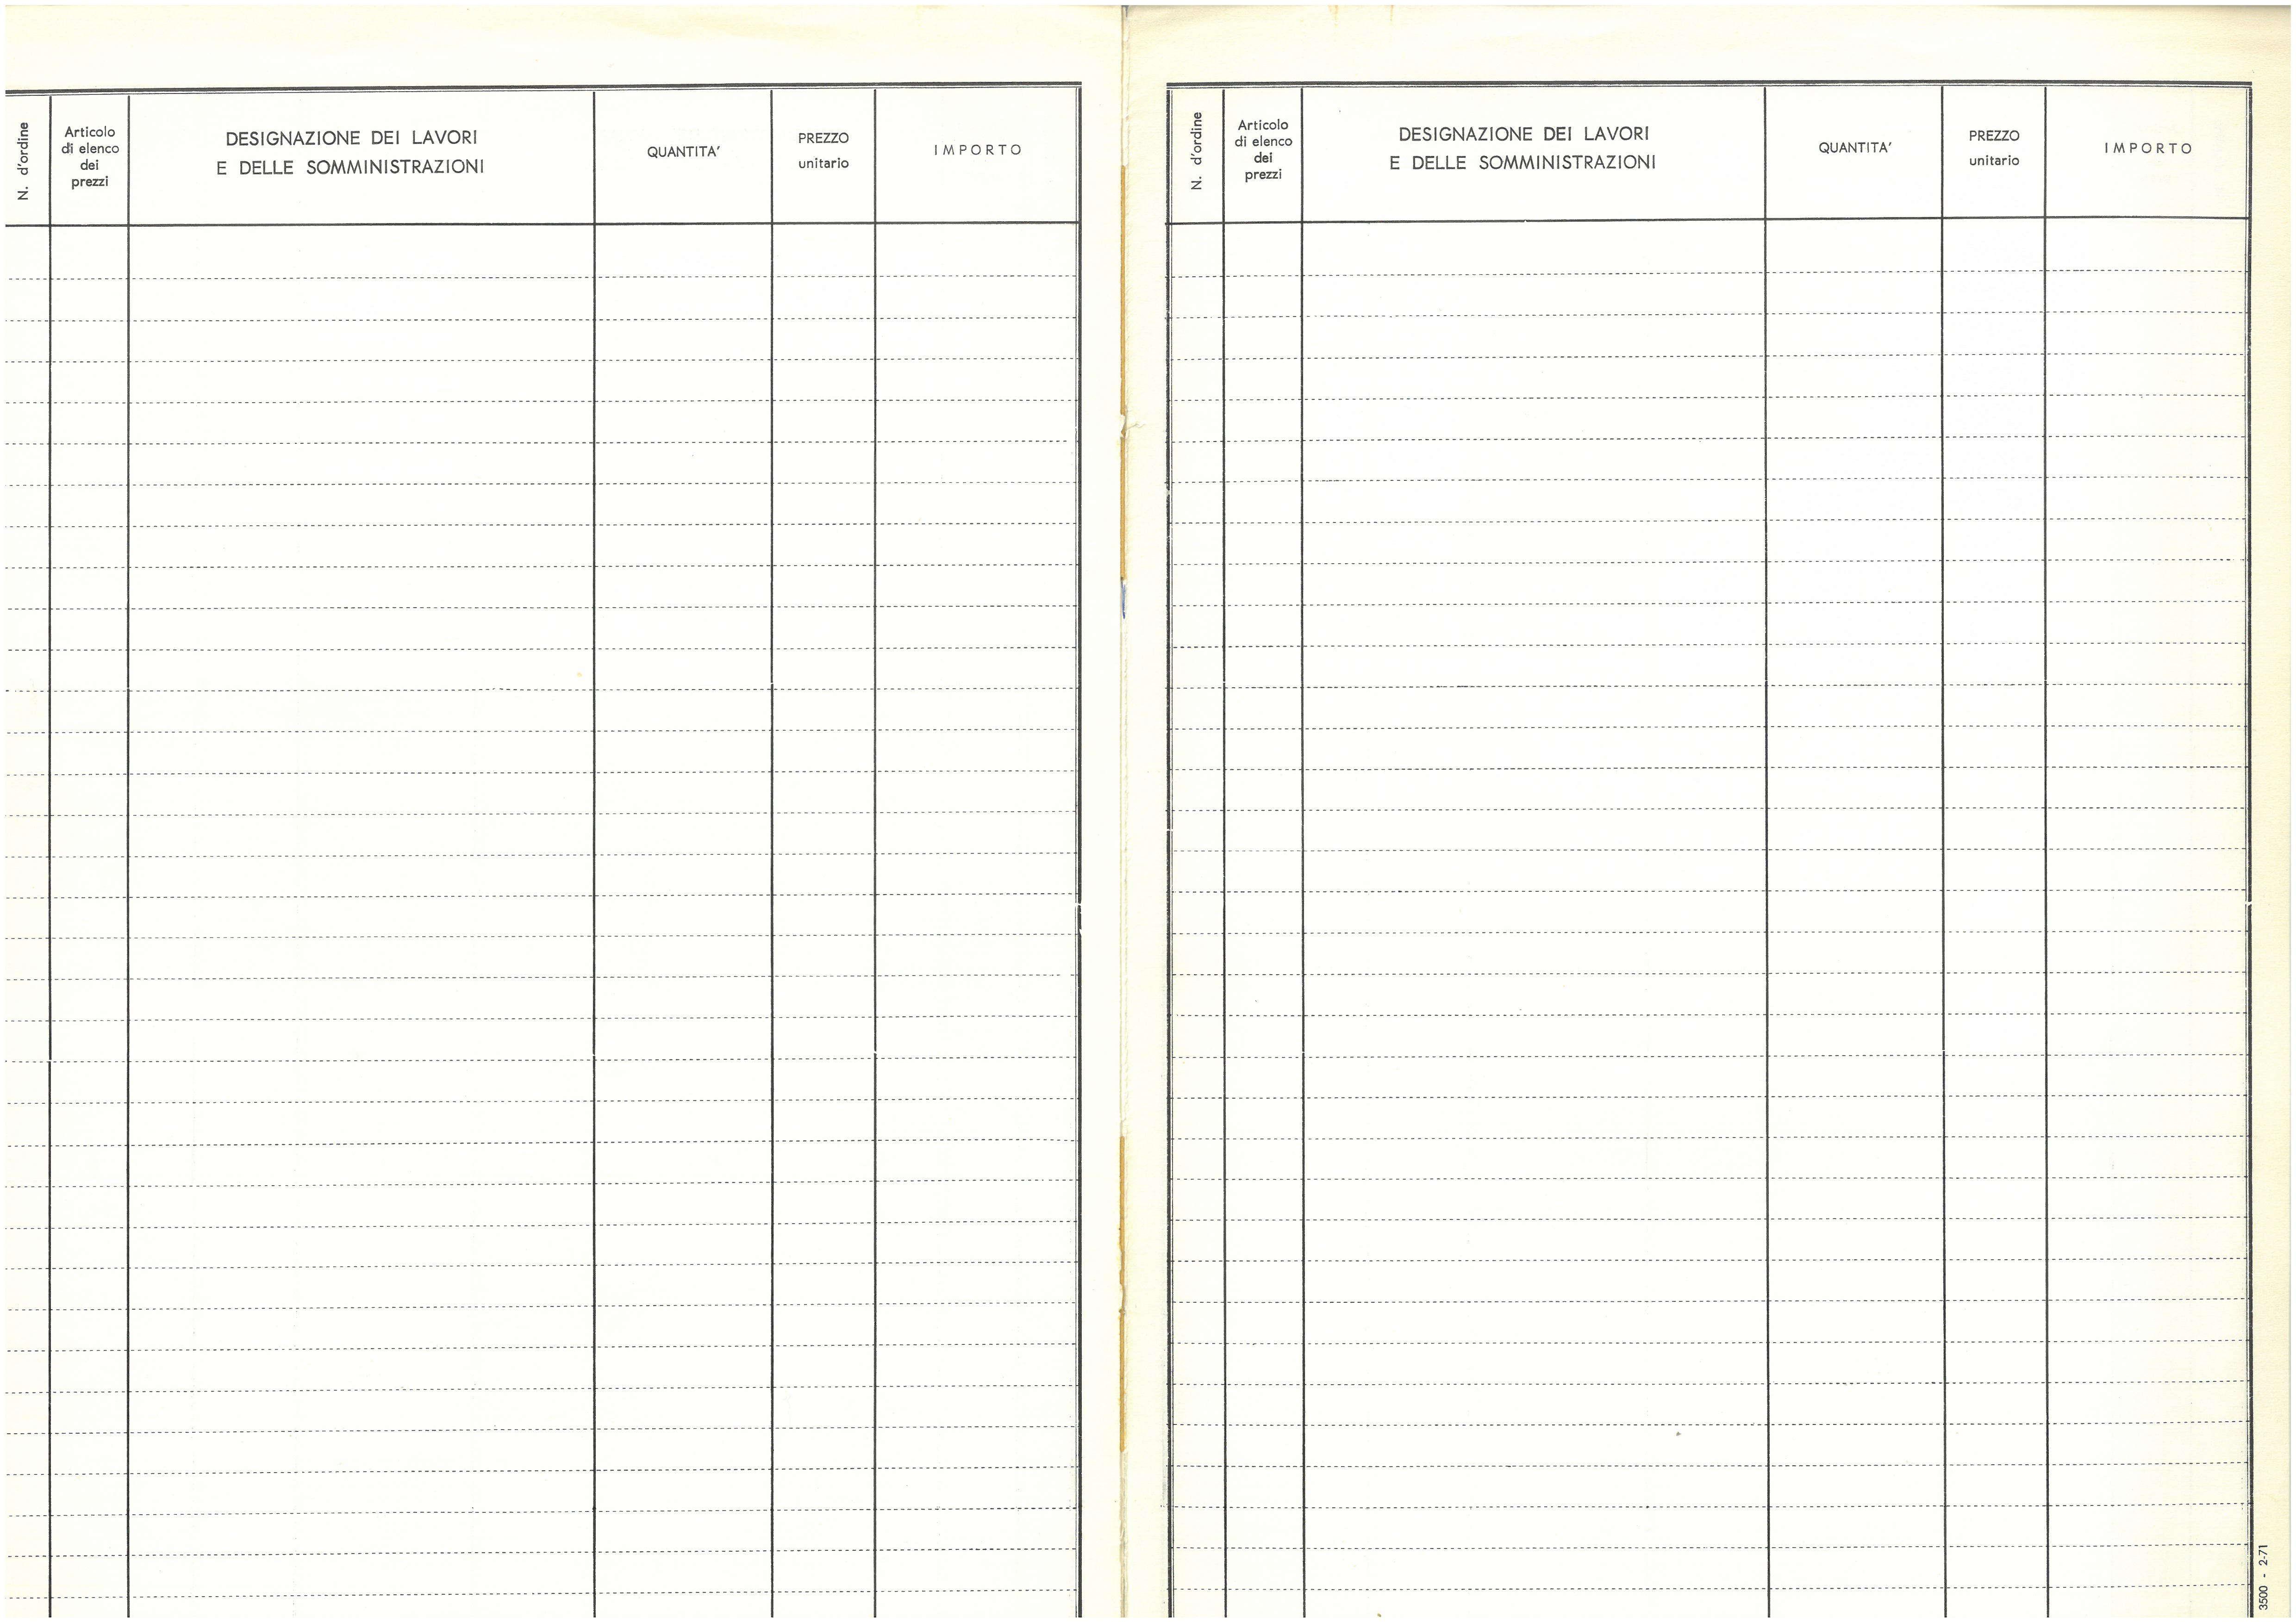 N. d'ordine
Articolo
di elenco
dei
prezzi
DESIGNAZIONE DEI LAVORI
E DELLE SOMMINISTRAZIONI
QUANTITA'
PREZZO
unitario
IMPORTO
N. d'ordine
Articolo
di elenco
dei
prezzi
DESIGNAZIONE DEI LAVORI
E DELLE SOMMINISTRAZIONI
QUANTITA'
PREZZO
unitario
IMPORTO
3500 - 2-71